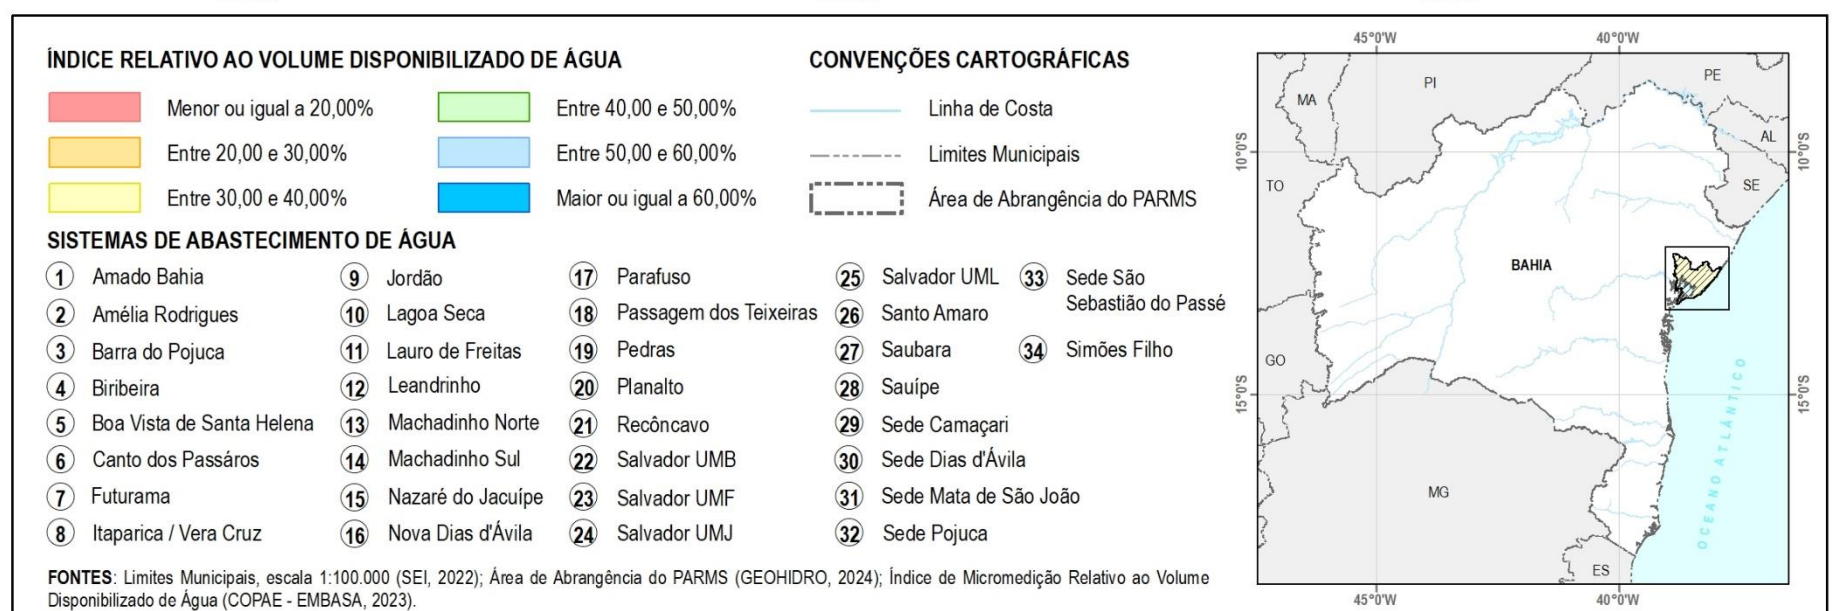 ÍNDICE RELATIVO AO VOLUME DISPONIBILIZADO DE ÁGUA
Menor ou igual a 20,00%
Entre 20,00 e 30,00%
Entre 30,00 e 40,00%
Entre 40,00 e 50,00%
Entre 50,00 e 60,00%
Maior ou igual a 60,00%
CONVENÇÕES CARTOGRÁFICAS
Linha de Costa
Limites Municipais
Área de Abrangência do PARMS
SISTEMAS DE ABASTECIMENTO DE ÁGUA
1 Amado Bahia
2 Amélia Rodrigues
3 Barra do Pojuca
4 Biribeira
5 Boa Vista de Santa Helena
6 Canto dos Passáros
7 Futurama
8 Itaparica / Vera Cruz
9 Jordão
10 Lagoa Seca
11 Lauro de Freitas
12 Leandrinho
13 Machadinho Norte
14 Machadinho Sul
15 Nazaré do Jacuípe
16 Nova Dias d'Ávila
17 Parafuso
18 Passagem dos Teixeiras
19 Pedras
20 Planalto
21 Recôncavo
22 Salvador UMB
23 Salvador UMF
24 Salvador UMJ
25 Salvador UML
26 Santo Amaro
27 Saubara
28 Sauípe
29 Sede Camaçari
30 Sede Dias d'Ávila
31 Sede Mata de São João
32 Sede Pojuca
33 Sede São
Sebastião do Passé
34 Simões Filho
FONTES: Limites Municipais, escala 1:100.000 (SEI, 2022); Área de Abrangência do PARMS (GEOHIDRO, 2024); Índice de Micromedição Relativo ao Volume
Disponibilizado de Água (COPAE - EMBASA, 2023).
45°0'W 40°0'W
MA
PI
PE
AL
10°0'S 10°0'S
TO
SE
BAHIA
GO
15°0'S 15°0'S
OCEANO ATLÂNTICO
MG
ES
45°0'W 40°0'W